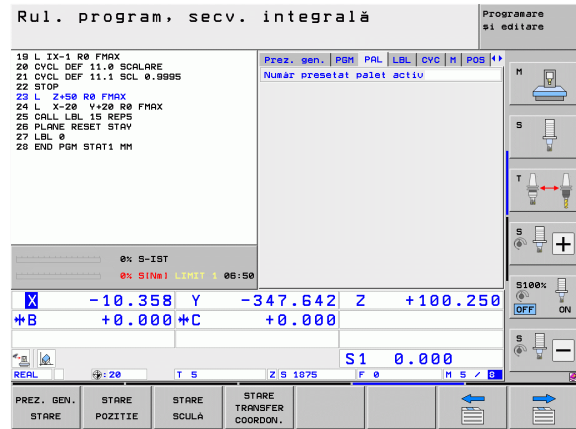 Rul. program, secv. integrală
Programare
și editare
19 L IX-1 R0 FMAX
20 CYCL DEF 11.0 SCALARE
21 CYCL DEF 11.1 SCL 0.9995
22 STOP
23 L Z+50 R0 FMAX
24 L X-20 Y+20 R0 FMAX
25 CALL LBL 15 REP5
26 PLANE RESET STAY
27 LBL 0
28 END PGM STAT1 MM
Prez. gen. PGM PAL LBL CYC M POS
Număr presetat palet activ
0% S-IST
0% S[Nm] LIMIT 1 06:50
X -10.358 Y -347.642 Z +100.250
B +0.000 C +0.000
S1 0.000
REAL : 20 T 5 Z S 1875 F 0 M 5 / 8
M
S
T
S
S100%
OFF ON
S
PREZ. GEN.
STARE
STARE
POZITIE
STARE
SCULĂ
STARE
TRANSFER
COORDON.